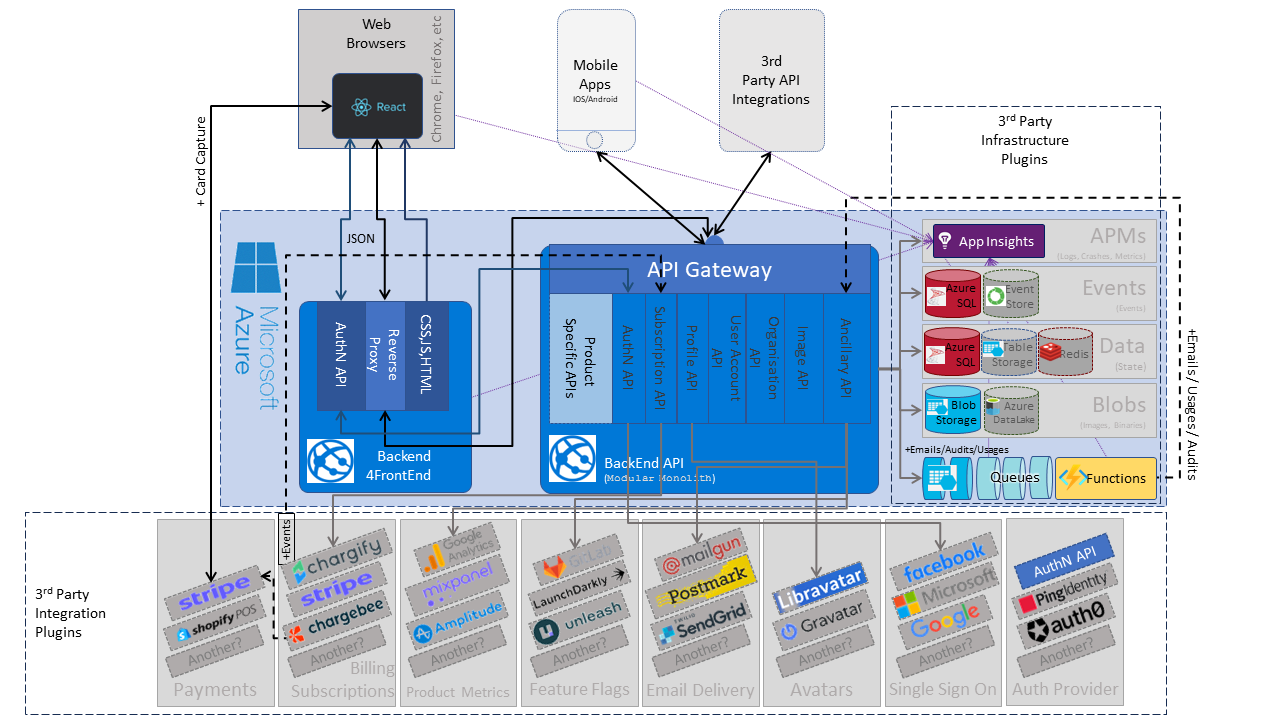 Web
Browsers
Chrome, Firefox, etc
React
Mobile
Apps
IOS/Android
3rd
Party API
Integrations
3rd Party
Infrastructure
Plugins
+ Card Capture
JSON
Microsoft
Azure
AuthN API
Reverse
Proxy
CSS,JS,HTML
Backend
4FrontEnd
API Gateway
Product
Specific APIs
AuthN API
Subscription API
Profile API
User Account
API
Organisation
API
Image API
Ancillary API
BackEnd API
(Modular Monolith)
App Insights
APMs
(Logs, Crashes, Metrics)
Azure
SQL
Event
Store
Events
(Events)
Azure
SQL
Table
Storage
Redis
Data
(State)
Blob
Storage
Azure
DataLake
Blobs
(Images, Binaries)
+Emails/Audits/Usages
Queues
Functions
+Emails / Usages/ Audits
+Events
3rd Party
Integration
Plugins
stripe
shopify POS
Another?
Payments
chargify
stripe
chargebee
Another?
Billing
Subscriptions
Google
Analytics
mixpanel
Amplitude
Another?
Product Metrics
GitLab
LaunchDarkly
unleash
Another?
Feature Flags
mailgun
Postmark
twilio
SendGrid
Another?
Email Delivery
Libravatar
Gravatar
Another?
Avatars
facebook
Microsoft
Google
Another?
Single Sign On
AuthN API
PingIdentity
auth0
Another?
Auth Provider